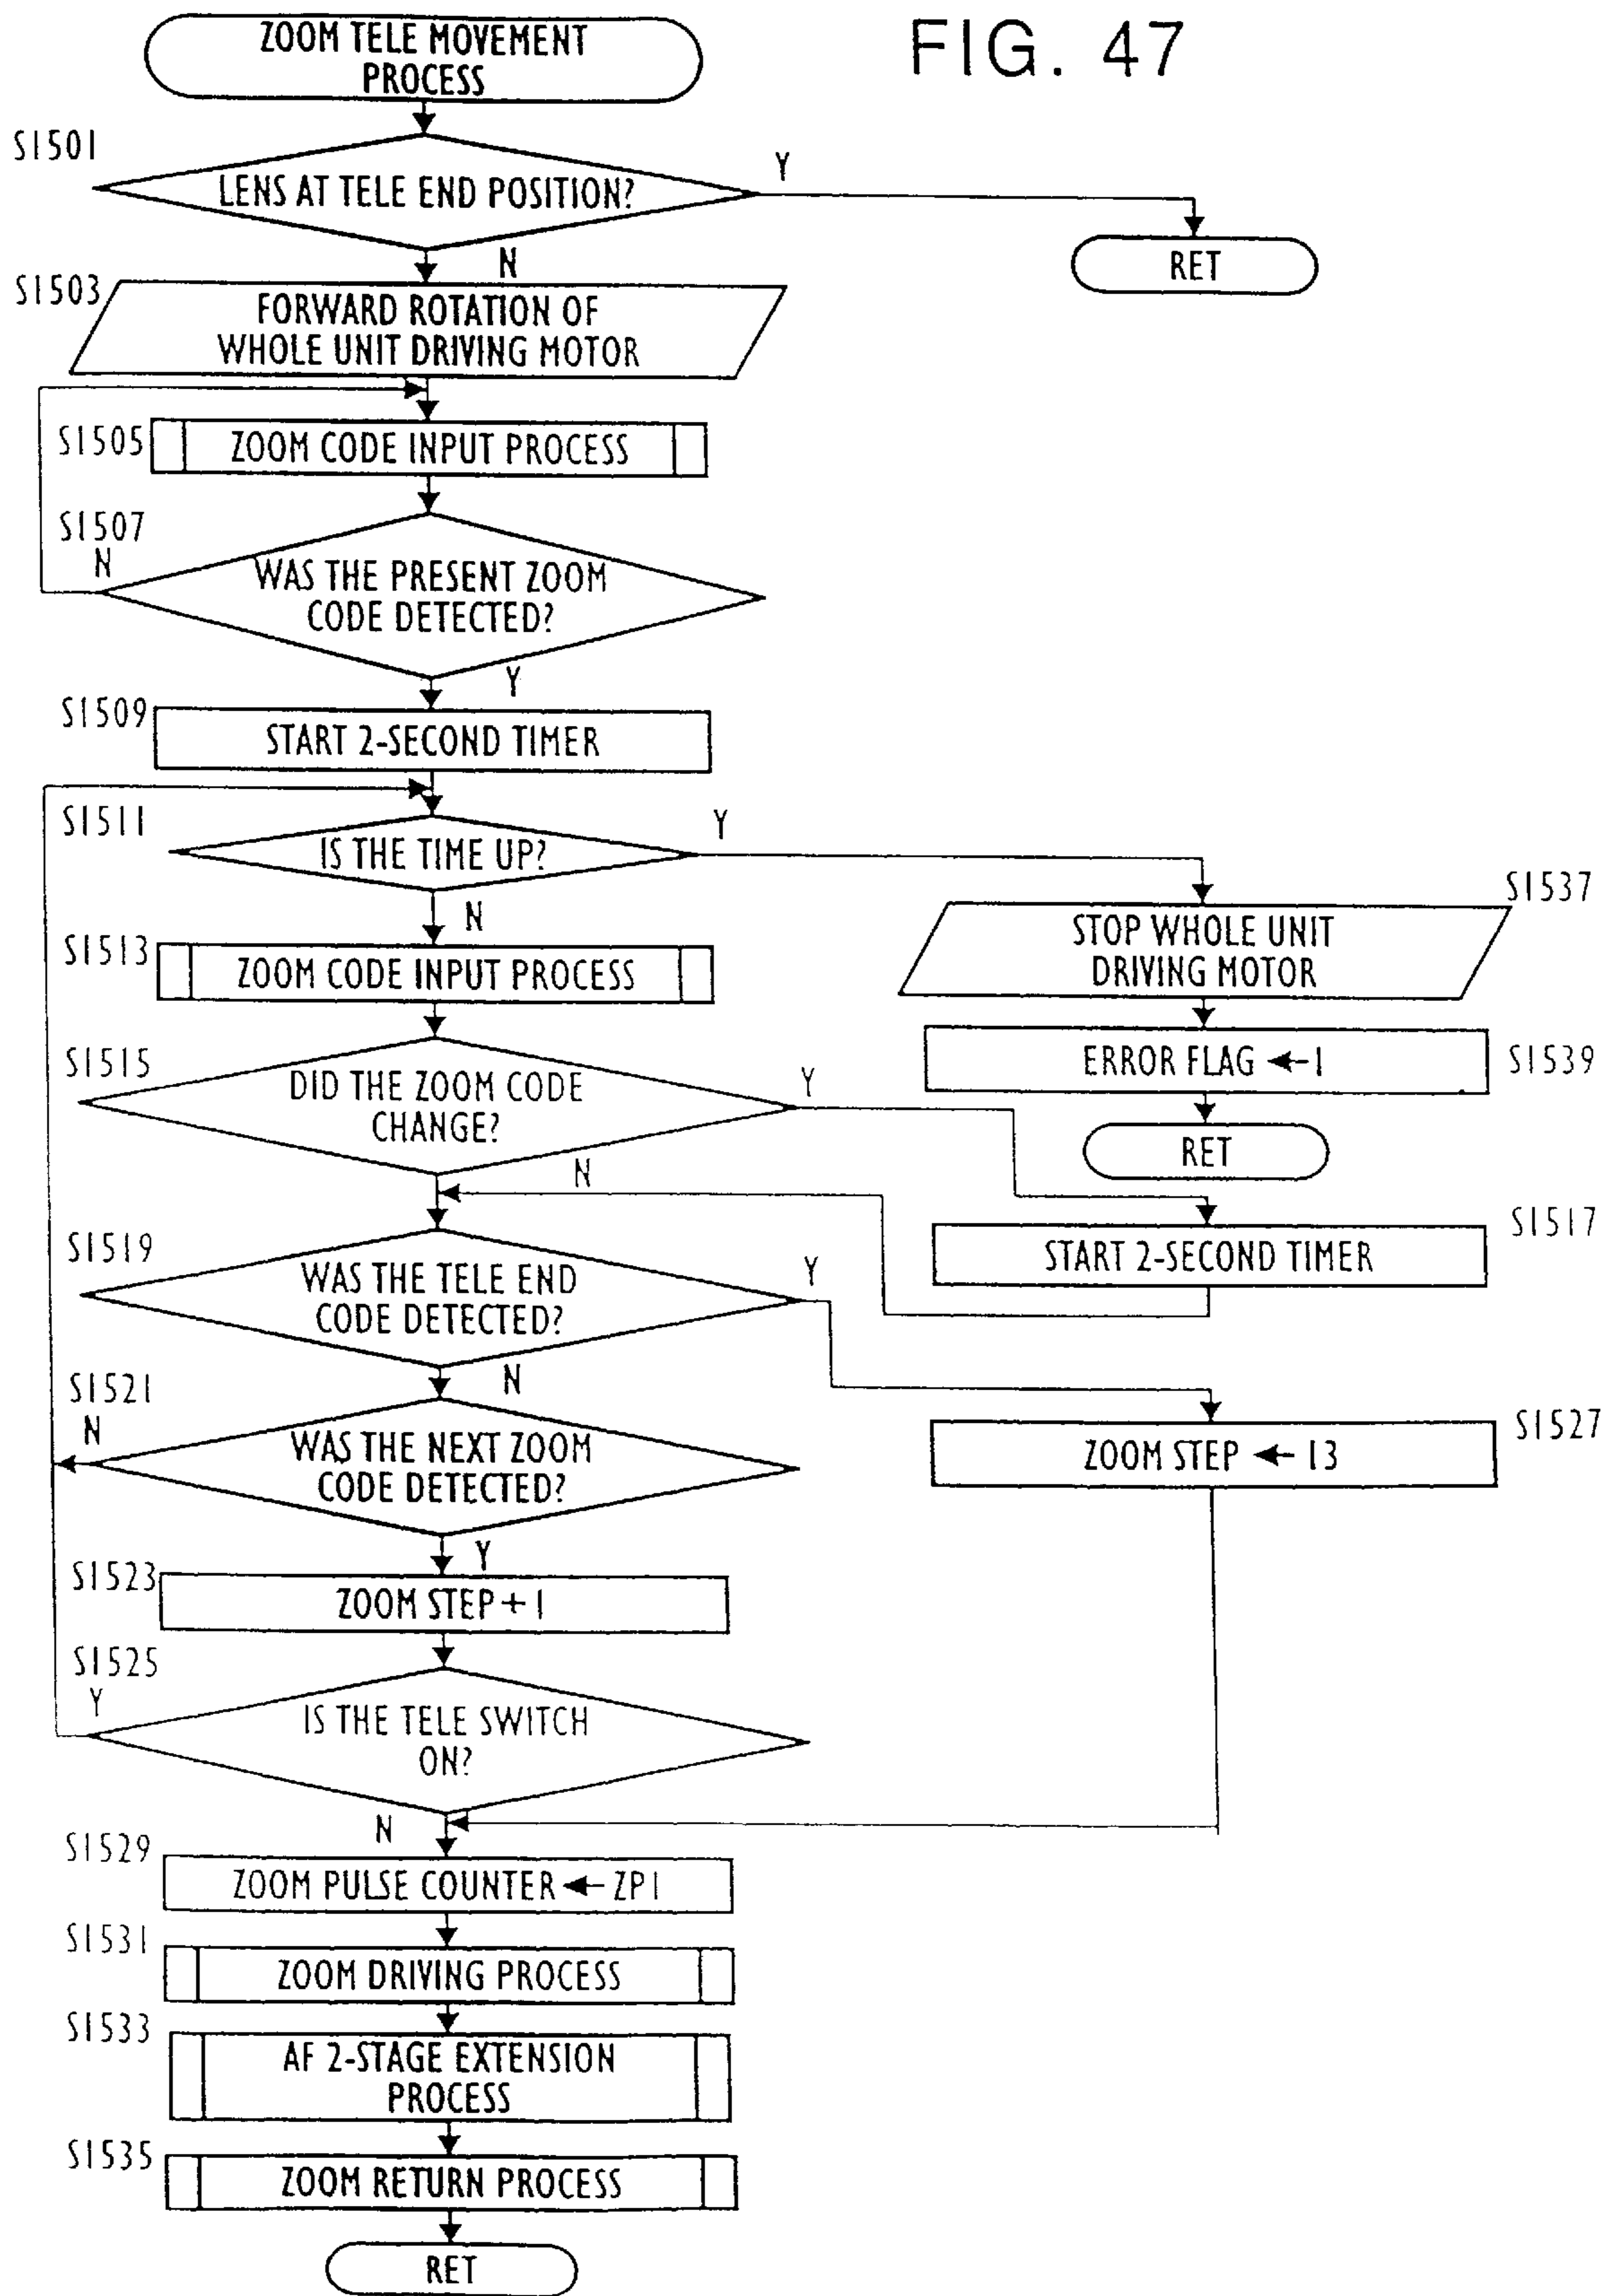 FIG. 47
ZOOM TELE MOVEMENT
PROCESS
S1501
LENS AT TELE END POSITION?
Y
RET
N
S1503
FORWARD ROTATION OF
WHOLE UNIT DRIVING MOTOR
S1505
ZOOM CODE INPUT PROCESS
S1507
N
WAS THE PRESENT ZOOM
CODE DETECTED?
Y
S1509
START 2-SECOND TIMER
S1511
IS THE TIME UP?
Y
N
S1537
STOP WHOLE UNIT
DRIVING MOTOR
S1513
ZOOM CODE INPUT PROCESS
ERROR FLAG ← 1
S1539
RET
S1515
DID THE ZOOM CODE
CHANGE?
Y
N
S1517
START 2-SECOND TIMER
S1519
WAS THE TELE END
CODE DETECTED?
Y
N
S1527
ZOOM STEP ← 13
S1521
N
WAS THE NEXT ZOOM
CODE DETECTED?
Y
S1523
ZOOM STEP + 1
S1525
Y
IS THE TELE SWITCH
ON?
N
S1529
ZOOM PULSE COUNTER ← ZP1
S1531
ZOOM DRIVING PROCESS
S1533
AF 2-STAGE EXTENSION
PROCESS
S1535
ZOOM RETURN PROCESS
RET